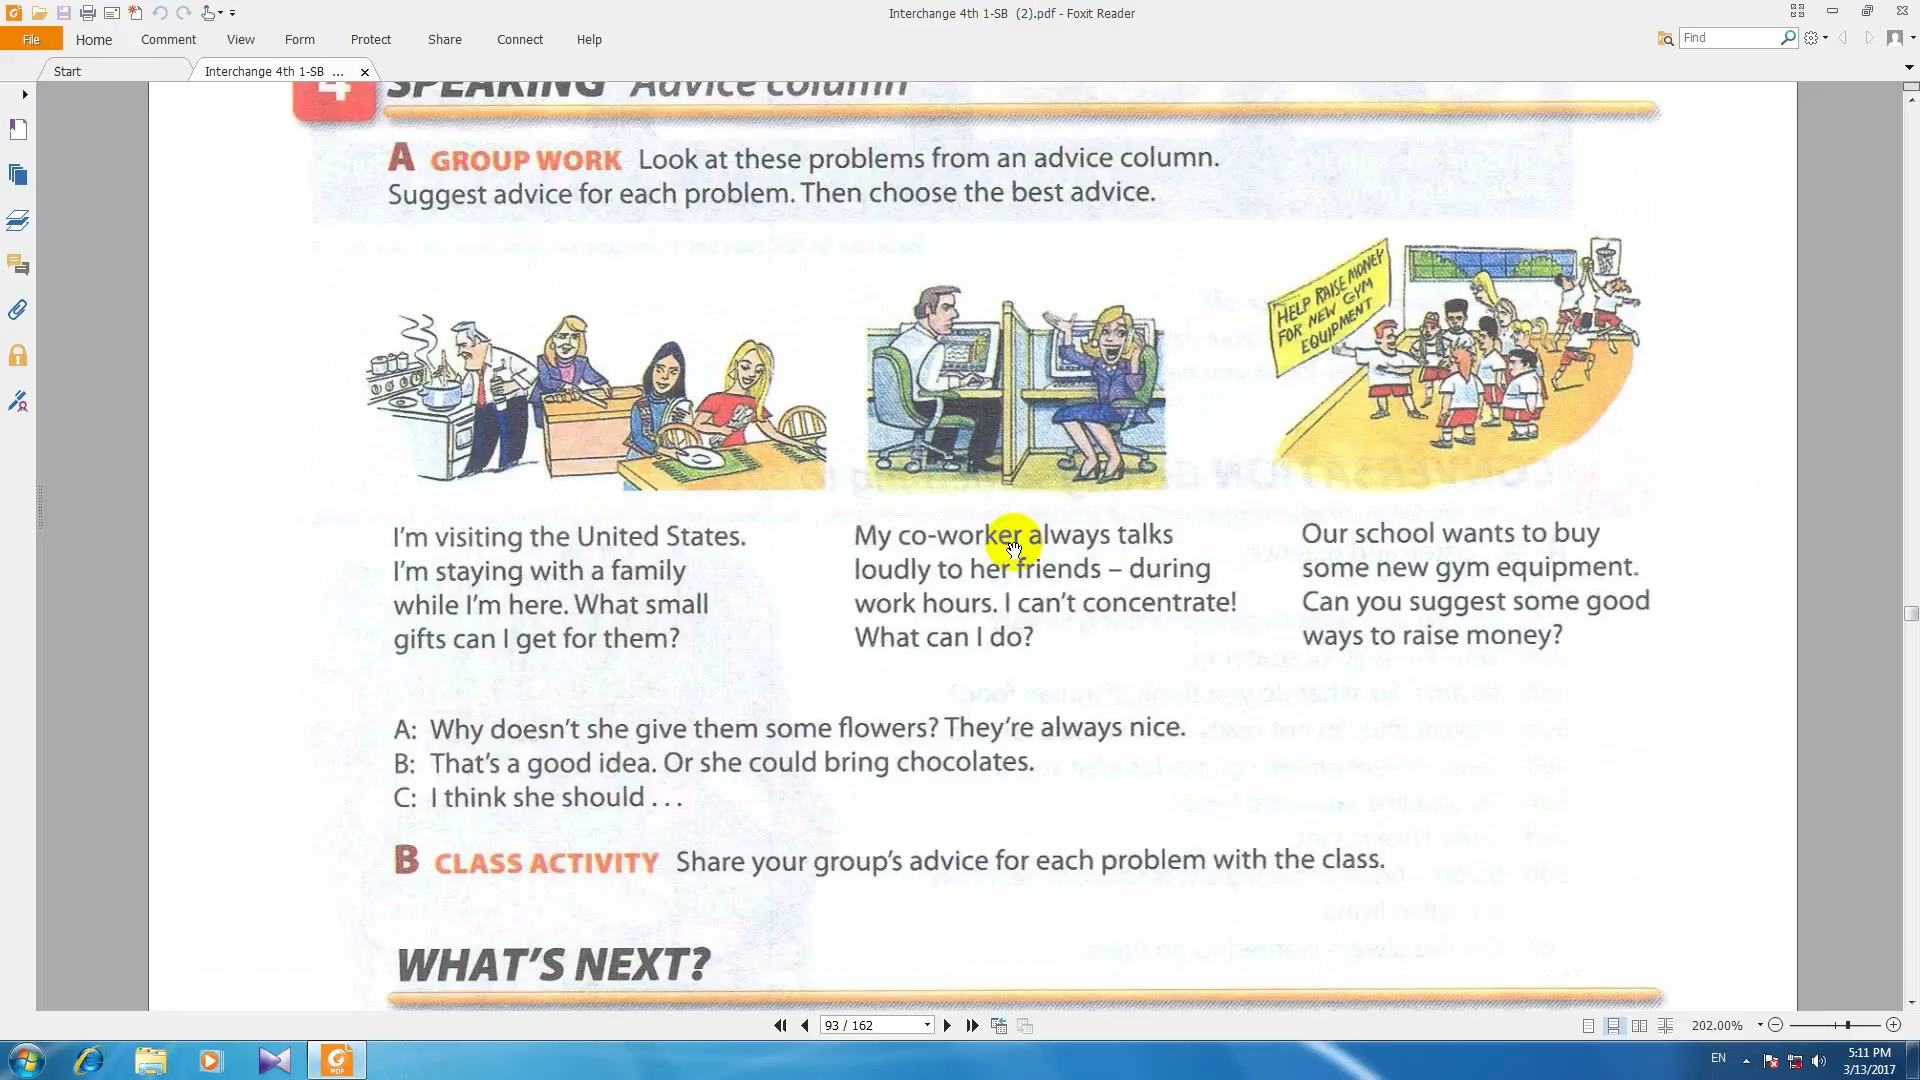 Interchange 4th 1-SB (2).pdf - Foxit Reader
File Home Comment View Form Protect Share Connect Help
Find
Start
Interchange 4th 1-SB ...
4 SPEAKING Advice column
A GROUP WORK Look at these problems from an advice column.
Suggest advice for each problem. Then choose the best advice.
HELP RAISE MONEY
FOR NEW GYM
EQUIPMENT
I'm visiting the United States.
I'm staying with a family
while I'm here. What small
gifts can I get for them?
My co-worker always talks
loudly to her friends – during
work hours. I can't concentrate!
What can I do?
Our school wants to buy
some new gym equipment.
Can you suggest some good
ways to raise money?
A: Why doesn't she give them some flowers? They're always nice.
B: That's a good idea. Or she could bring chocolates.
C: I think she should . . .
B CLASS ACTIVITY Share your group's advice for each problem with the class.
WHAT'S NEXT?
93 / 162
202.00%
PDF
EN
5:11 PM
3/13/2017